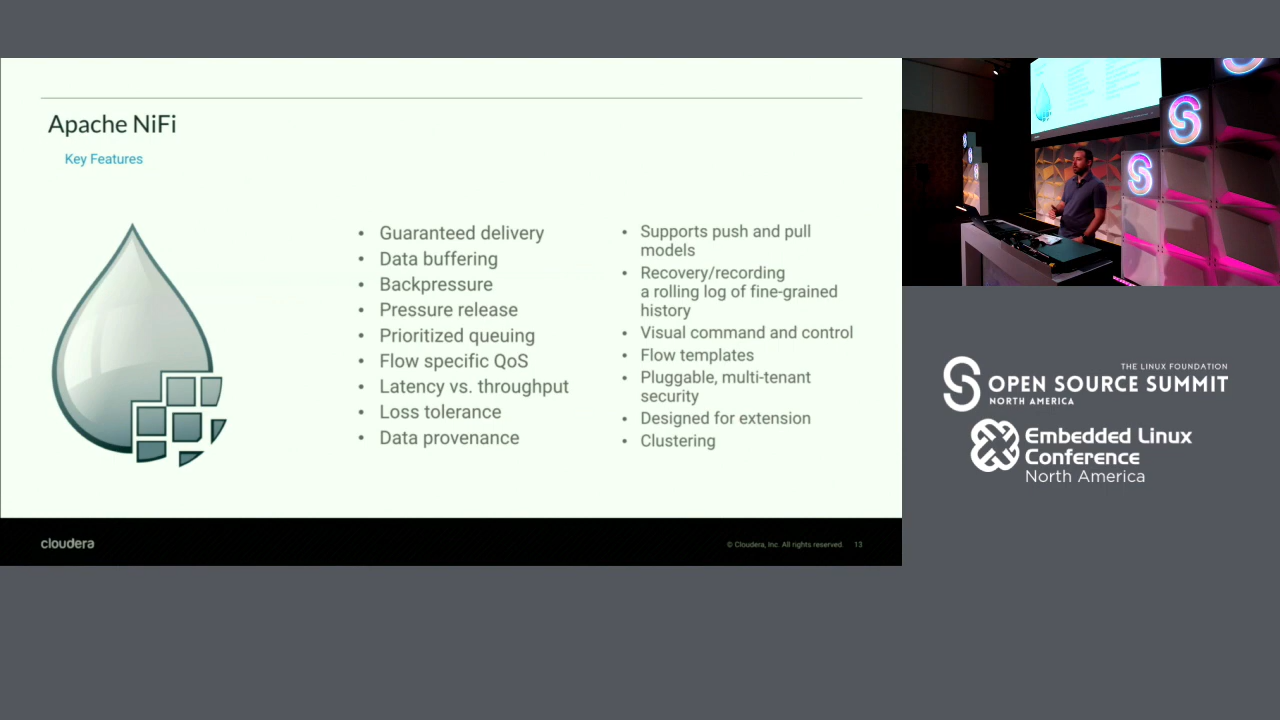 Apache NiFi
Key Features
• Guaranteed delivery
• Data buffering
• Backpressure
• Pressure release
• Prioritized queuing
• Flow specific QoS
• Latency vs. throughput
• Loss tolerance
• Data provenance
• Supports push and pull
models
• Recovery/recording
a rolling log of fine-grained
history
• Visual command and control
• Flow templates
• Pluggable, multi-tenant
security
• Designed for extension
• Clustering
cloudera
© Cloudera, Inc. All rights reserved. 13
THE LINUX FOUNDATION
OPEN SOURCE SUMMIT
NORTH AMERICA
Embedded Linux
Conference
North America